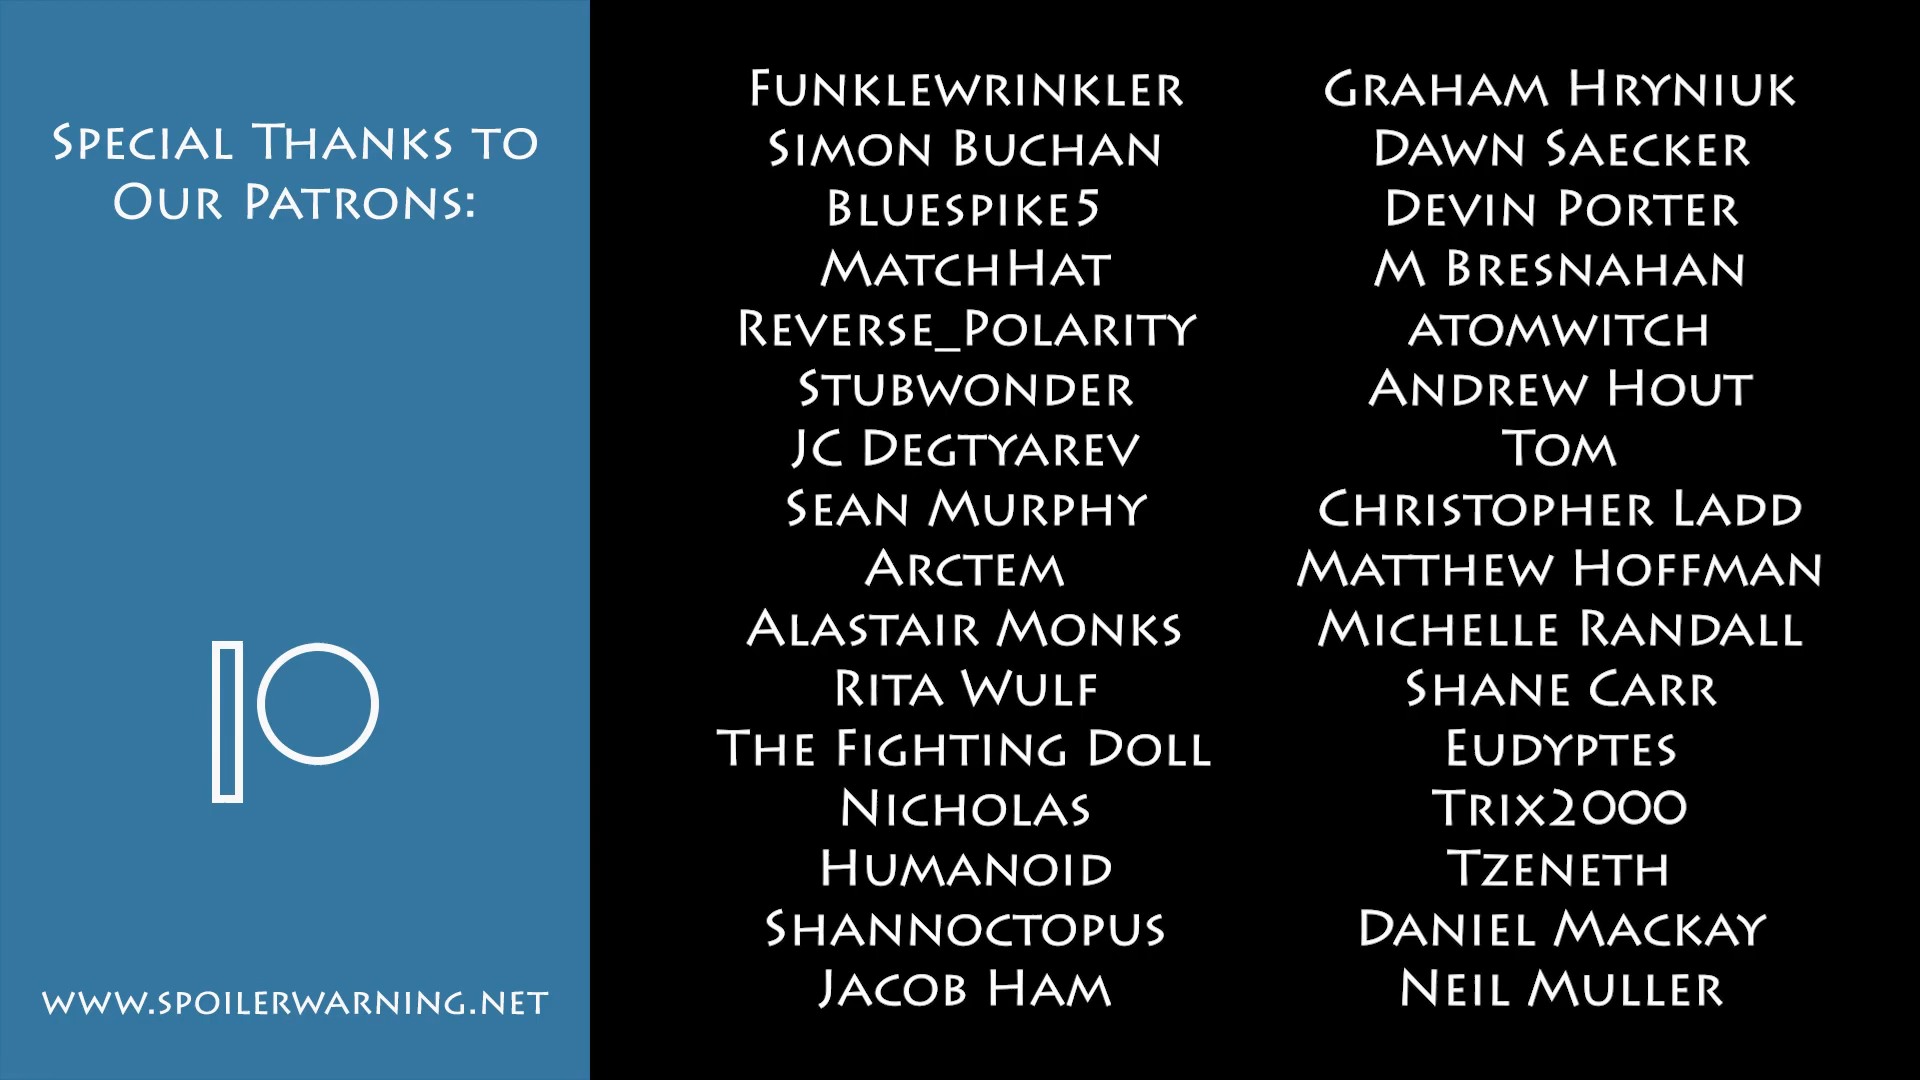 Special Thanks to
Our Patrons:
www.spoilerwarning.net
Funklewrinkler
Simon Buchan
Bluespike5
MatchHat
Reverse_Polarity
Stubwonder
JC Degtyarev
Sean Murphy
Arctem
Alastair Monks
Rita Wulf
The Fighting Doll
Nicholas
Humanoid
Shannoctopus
Jacob Ham
Graham Hryniuk
Dawn Saecker
Devin Porter
M Bresnahan
atomwitch
Andrew Hout
Tom
Christopher Ladd
Matthew Hoffman
Michelle Randall
Shane Carr
Eudyptes
Trix2000
Tzeneth
Daniel Mackay
Neil Muller